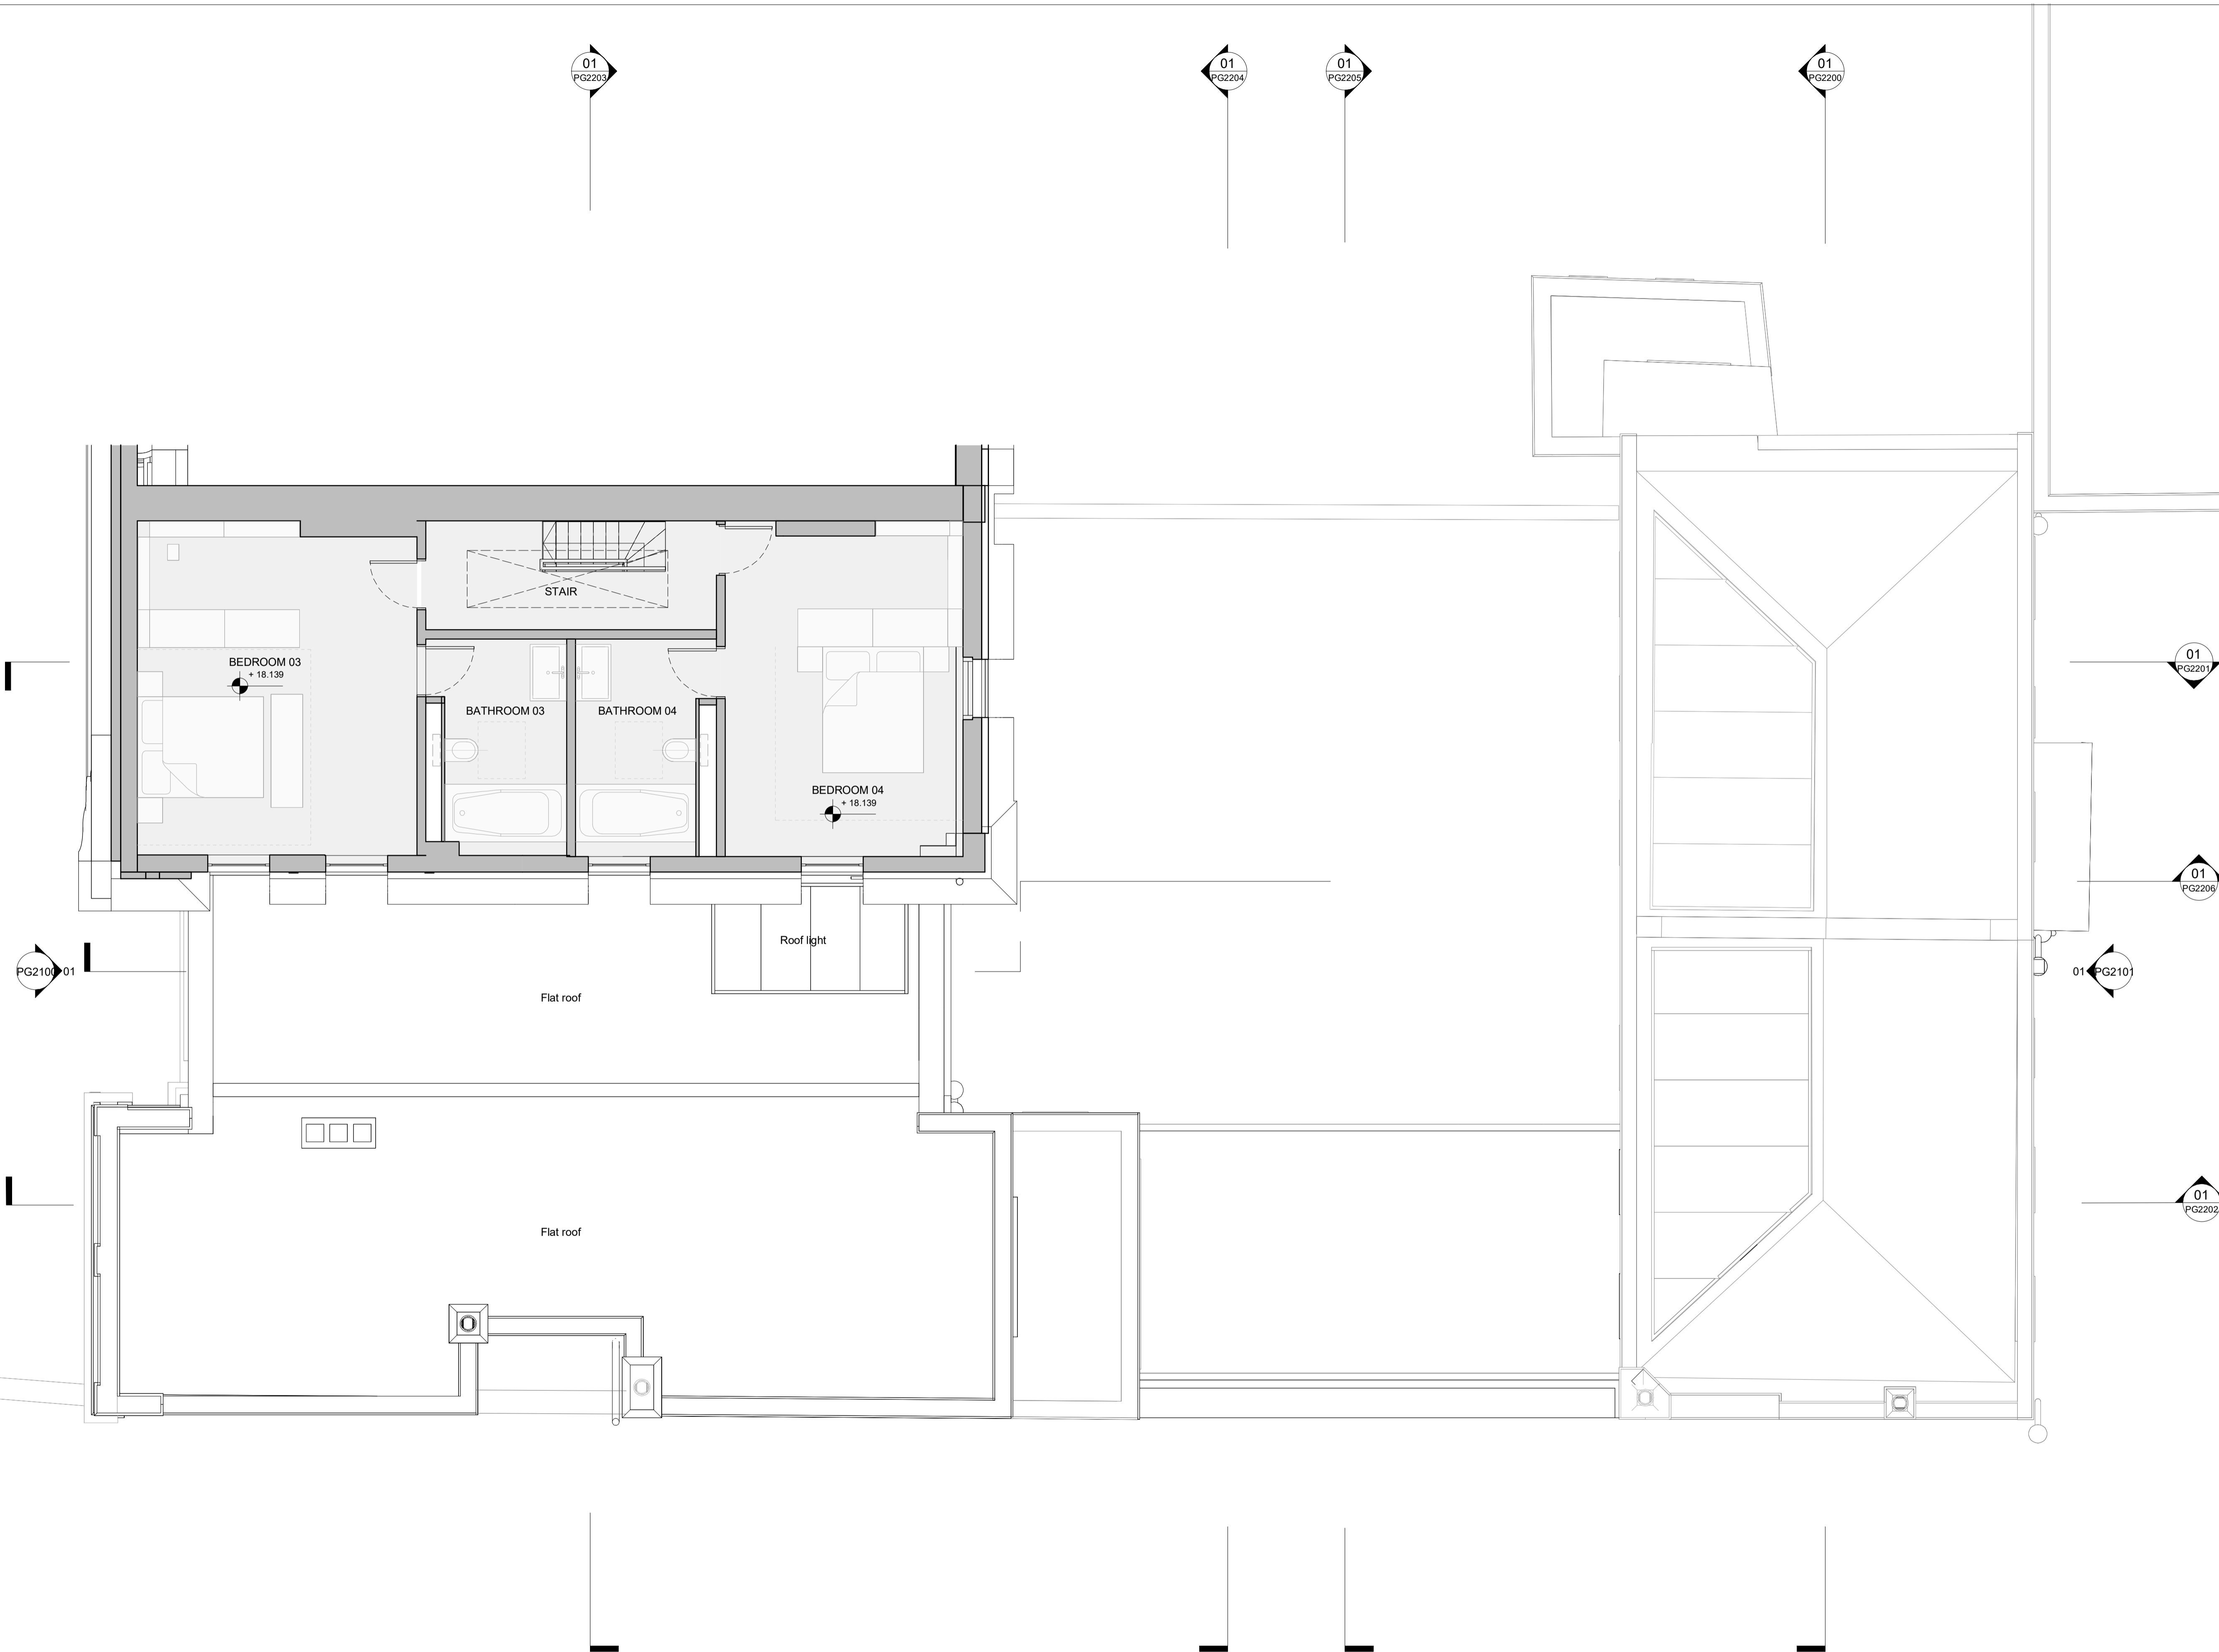 01
PG2203
01
PG2204
01
PG2205
01
PG2200
STAIR
BEDROOM 03
+ 18.139
01
PG2201
BATHROOM 03
BATHROOM 04
BEDROOM 04
+ 18.139
01
PG2206
Roof light
PG2100 01
01 PG2101
Flat roof
01
PG2202
Flat roof